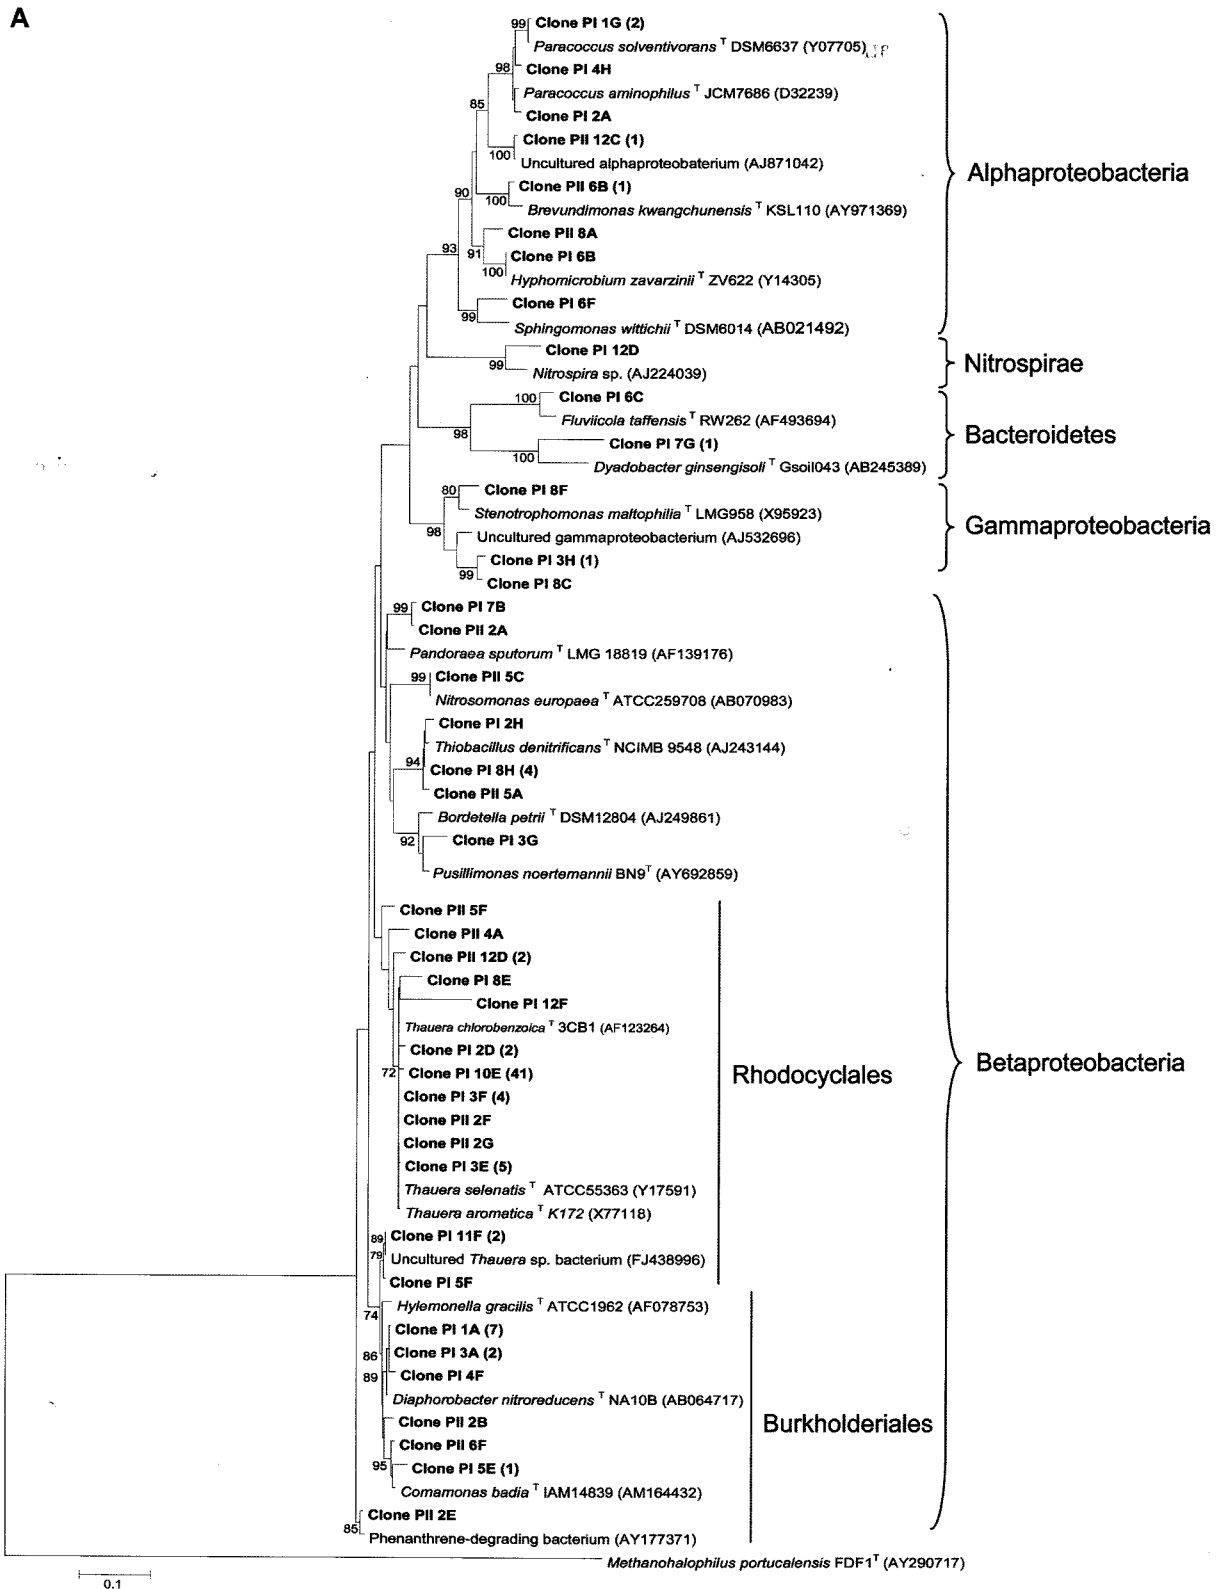 A
99 Clone PI 1G (2)
Paracoccus solventivorans T DSM6637 (Y07705)
98 Clone PI 4H
Paracoccus aminophilus T JCM7686 (D32239)
85
Clone PI 2A
Clone PII 12C (1)
100
Uncultured alphaproteobaterium (AJ871042)
Alphaproteobacteria
Clone PII 6B (1)
90
100
Brevundimonas kwangchunensis T KSL110 (AY971369)
Clone PII 8A
93
91
Clone PI 6B
100
Hyphomicrobium zavarzinii T ZV622 (Y14305)
Clone PI 6F
99
Sphingomonas wittichii T DSM6014 (AB021492)
Clone PI 12D
99
Nitrospira sp. (AJ224039)
Nitrospirae
100 Clone PI 6C
Fluviicola taffensis T RW262 (AF493694)
98
Bacteroidetes
Clone PI 7G (1)
100
Dyadobacter ginsengisoli T Gsoil043 (AB245389)
80 Clone PI 8F
Stenotrophomonas maltophilia T LMG958 (X95923)
98
Gammaproteobacteria
Uncultured gammaproteobacterium (AJ532696)
Clone PI 3H (1)
99
Clone PI 8C
99 Clone PI 7B
Clone PII 2A
Pandoraea sputorum T LMG 18819 (AF139176)
99 Clone PII 5C
Nitrosomonas europaea T ATCC259708 (AB070983)
Clone PI 2H
Thiobacillus denitrificans T NCIMB 9548 (AJ243144)
94
Clone PI 8H (4)
Clone PII 5A
Bordetella petrii T DSM12804 (AJ249861)
92 Clone PI 3G
Pusillimonas noertemannii BN9T (AY692859)
Clone PII 5F
Clone PII 4A
Clone PII 12D (2)
Clone PI 8E
Clone PI 12F
Thauera chlorobenzoica T 3CB1 (AF123264)
Clone PI 2D (2)
Betaproteobacteria
72 Clone PI 10E (41)
Rhodocyclales
Clone PI 3F (4)
Clone PII 2F
Clone PII 2G
Clone PI 3E (5)
Thauera selenatis T ATCC55363 (Y17591)
Thauera aromatica T K172 (X77118)
89 Clone PI 11F (2)
79
Uncultured Thauera sp. bacterium (FJ438996)
Clone PI 5F
Hylemonella gracilis T ATCC1962 (AF078753)
74
Clone PI 1A (7)
86 Clone PI 3A (2)
89 Clone PI 4F
Diaphorobacter nitroreducens T NA10B (AB064717)
Clone PII 2B
Burkholderiales
Clone PII 6F
95 Clone PI 5E (1)
Comamonas badia T IAM14839 (AM164432)
Clone PII 2E
85
Phenanthrene-degrading bacterium (AY177371)
Methanohalophilus portucalensis FDF1T (AY290717)
0.1